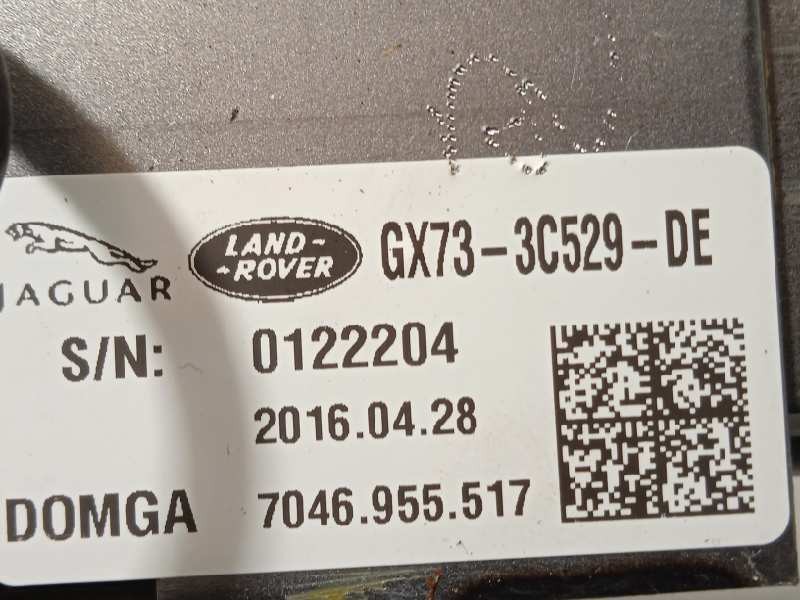 JAGUAR
LAND-
-ROVER
GX73-3C529-DE
S/N: 0122204
2016.04.28
DOMGA 7046.955.517